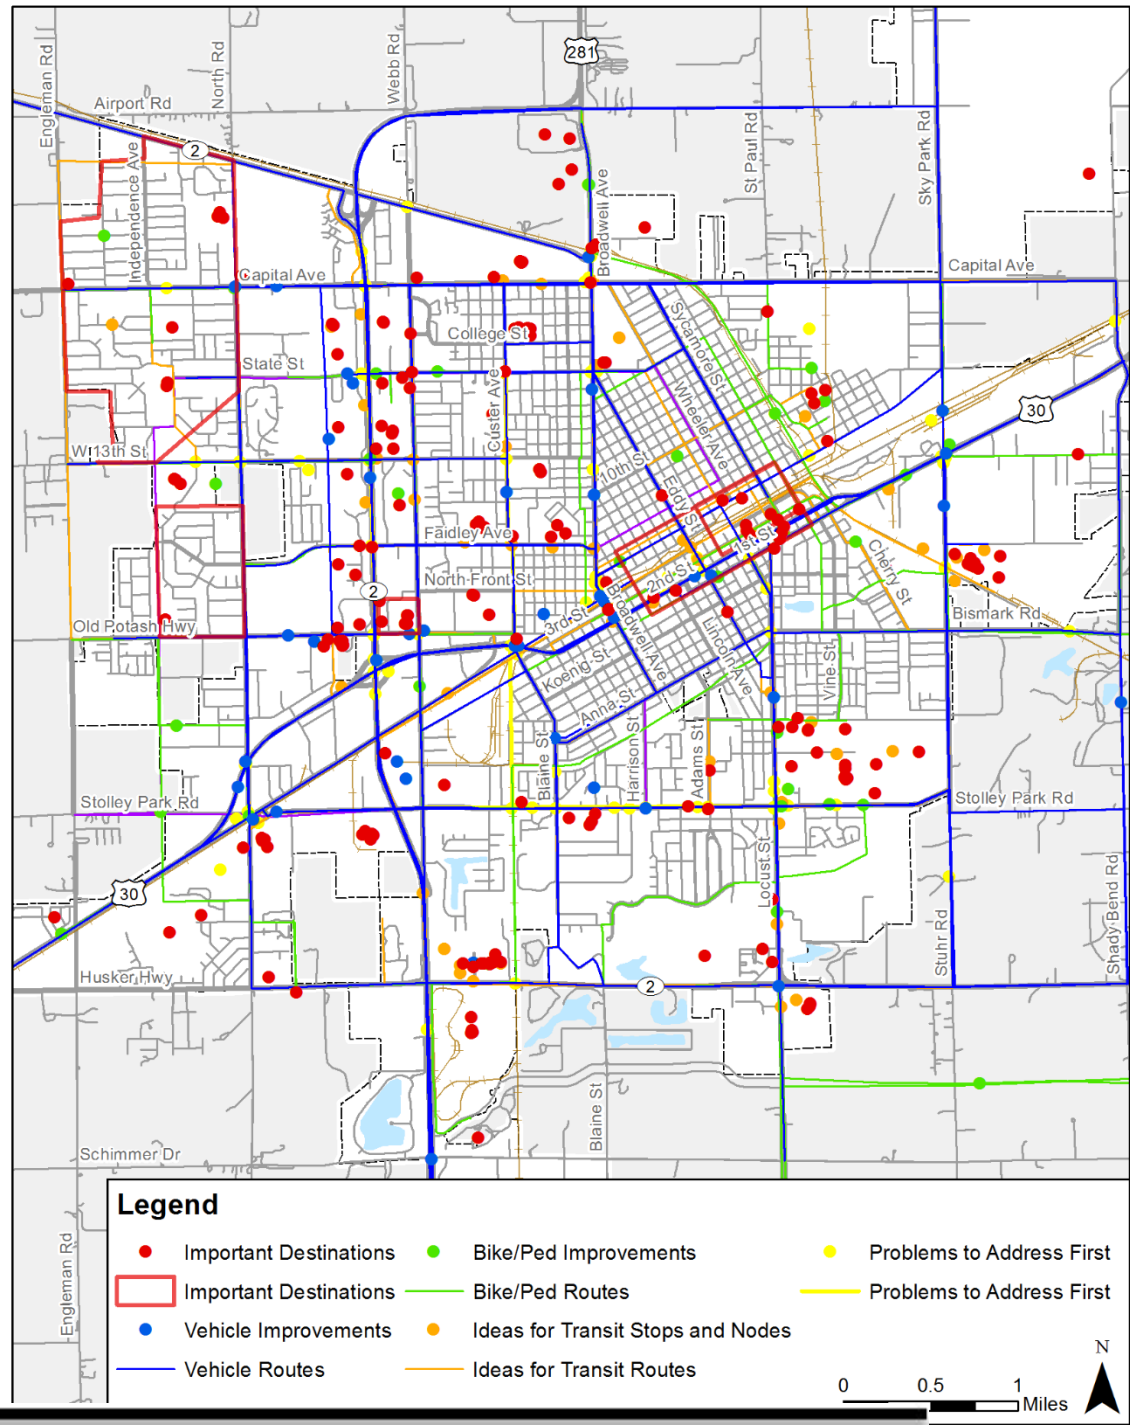 281
Engleman Rd
North Rd
Webb Rd
Airport Rd
2
Independence Ave
Broadwell Ave
St Paul Rd
Sky Park Rd
Capital Ave
Capital Ave
College St
Sycamore St
State St
Custer Ave
Wheeler Ave
30
W 13th St
10th St
Eddy St
Faidley Ave
1st St
Cherry St
North Front St
2nd St
2
Old Potash Hwy
3rd St
Broadwell Ave
Lincoln Ave
Bismark Rd
Koenig St
Vine St
Anna St
Blaine St
Harrison St
Adams St
Stolley Park Rd
Stolley Park Rd
Locust St
30
Stuhr Rd
Shady Bend Rd
Husker Hwy
2
Blaine St
Schimmer Dr
Engleman Rd
Legend
Important Destinations
Bike/Ped Improvements
Problems to Address First
Important Destinations
Bike/Ped Routes
Problems to Address First
Vehicle Improvements
Ideas for Transit Stops and Nodes
Vehicle Routes
Ideas for Transit Routes
N
0 0.5 1
Miles